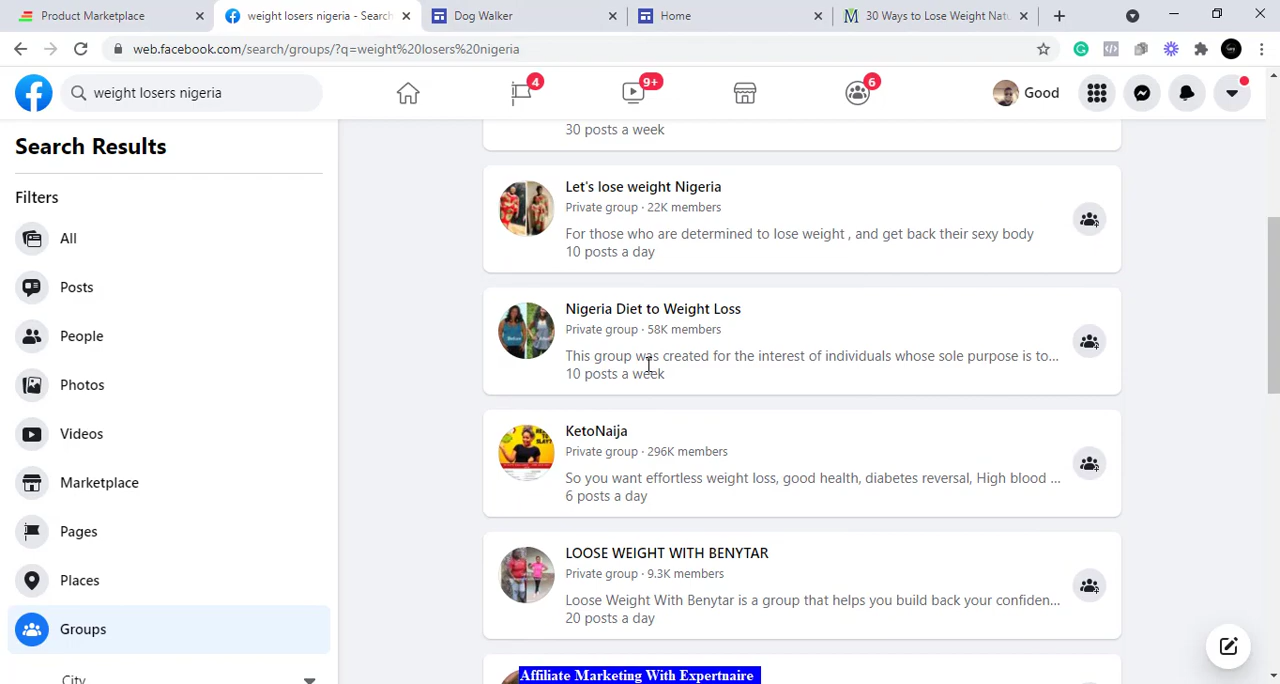 Product Marketplace
weight losers nigeria - Search
Dog Walker
Home
30 Ways to Lose Weight Natu
web.facebook.com/search/groups/?q=weight%20losers%20nigeria
weight losers nigeria
4
9+
6
Good
Search Results
Filters
All
Posts
People
Photos
Videos
Marketplace
Pages
Places
Groups
City
30 posts a week
Let's lose weight Nigeria
Private group · 22K members
For those who are determined to lose weight , and get back their sexy body
10 posts a day
Nigeria Diet to Weight Loss
Private group · 58K members
This group was created for the interest of individuals whose sole purpose is to...
10 posts a week
KetoNaija
Private group · 296K members
So you want effortless weight loss, good health, diabetes reversal, High blood ...
6 posts a day
LOOSE WEIGHT WITH BENYTAR
Private group · 9.3K members
Loose Weight With Benytar is a group that helps you build back your confiden...
20 posts a day
Affiliate Marketing With Expertnaire